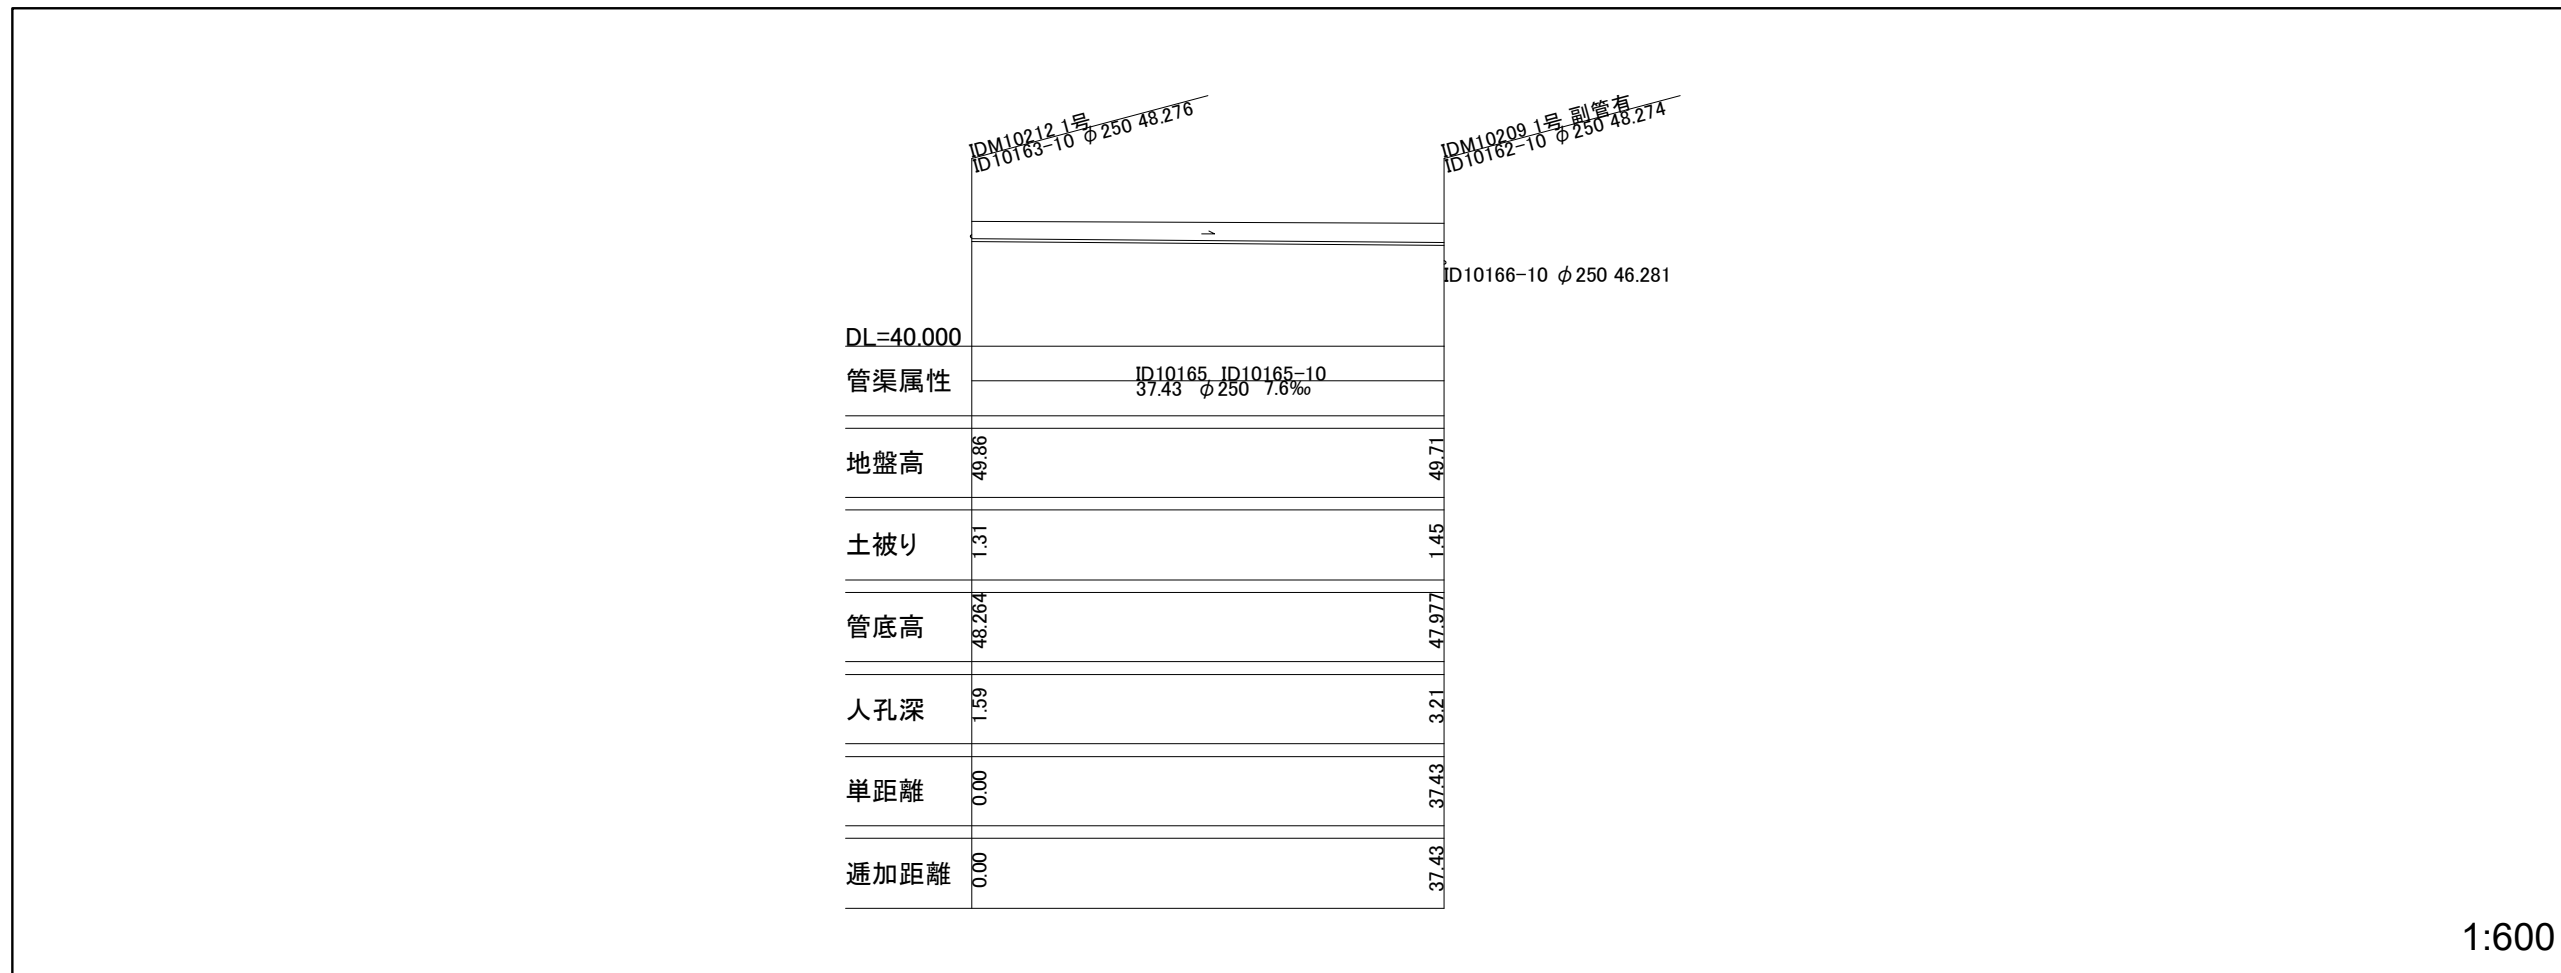 IDM10212 1号
ID10163-10 φ250 48.276
IDM10209 1号 副管有
ID10162-10 φ250 48.274
ID10166-10 φ250 46.281
DL=40.000
管渠属性
ID10165 ID10165-10
37.43 φ250 7.6‰
地盤高 49.86 49.71
土被り 1.31 1.45
管底高 48.264 47.977
人孔深 1.59 3.21
単距離 0.00 37.43
逓加距離 0.00 37.43
1:600